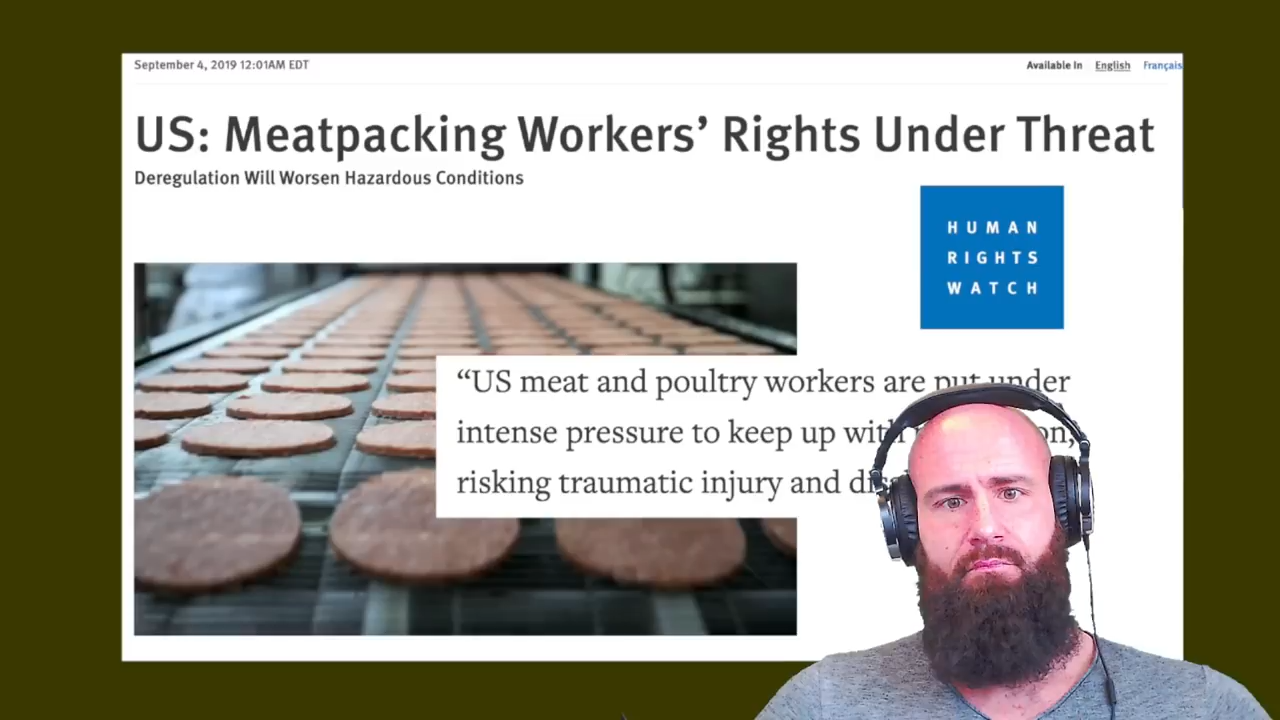 September 4, 2019 12:01AM EDT
Available In English Français
US: Meatpacking Workers’ Rights Under Threat
Deregulation Will Worsen Hazardous Conditions
HUMAN
RIGHTS
WATCH
“US meat and poultry workers are put under
intense pressure to keep up with
risking traumatic injury and